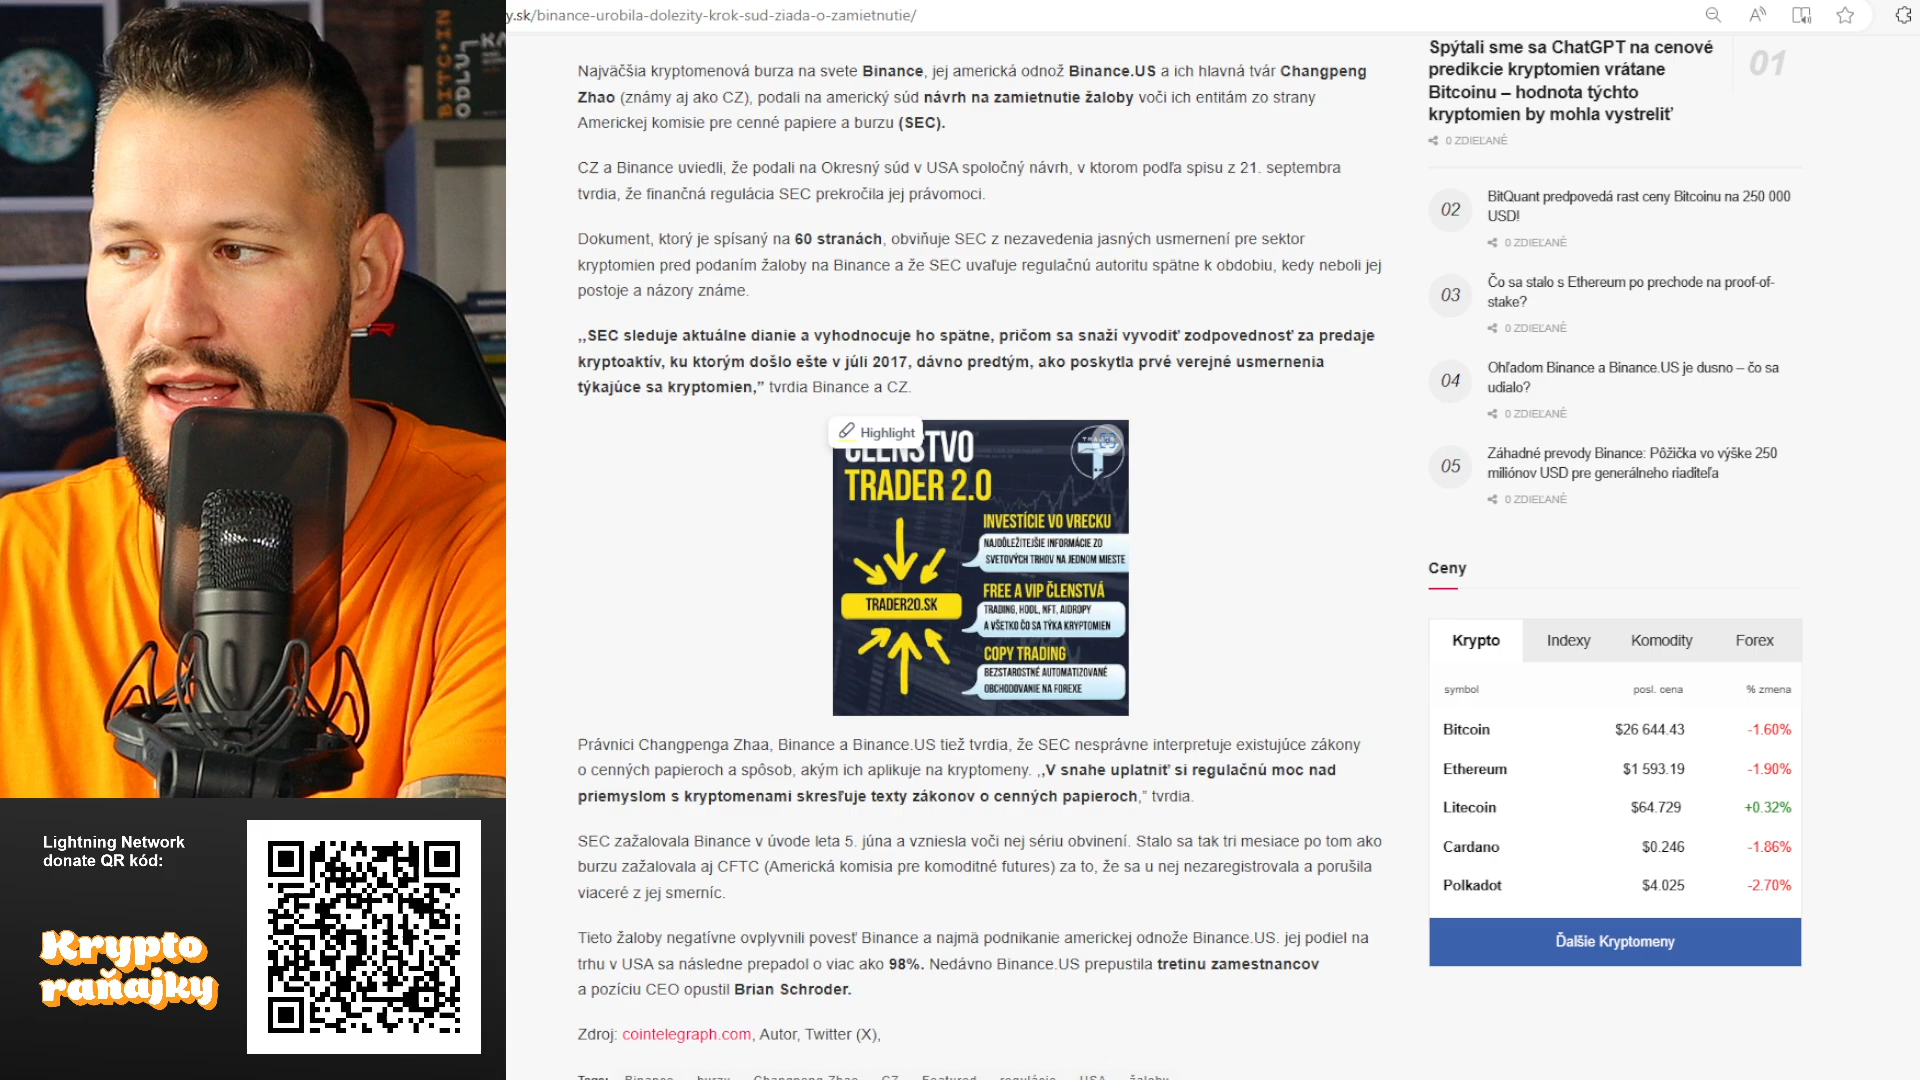 y.sk/binance-urobila-dolezity-krok-sud-ziada-o-zamietnutie/
Najväčšia kryptomenová burza na svete Binance, jej americká odnož Binance.US a ich hlavná tvár Changpeng
Zhao (známy aj ako CZ), podali na americký súd návrh na zamietnutie žaloby voči ich entitám zo strany
Americkej komisie pre cenné papiere a burzu (SEC).
CZ a Binance uviedli, že podali na Okresný súd v USA spoločný návrh, v ktorom podľa spisu z 21. septembra
tvrdia, že finančná regulácia SEC prekročila jej právomoci.
Dokument, ktorý je spísaný na 60 stranách, obviňuje SEC z nezavedenia jasných usmernení pre sektor
kryptomien pred podaním žaloby na Binance a že SEC uvaľuje regulačnú autoritu spätne k obdobiu, kedy neboli jej
postoje a názory známe.
,,SEC sleduje aktuálne dianie a vyhodnocuje ho spätne, pričom sa snaží vyvodiť zodpovednosť za predaje
kryptoaktív, ku ktorým došlo ešte v júli 2017, dávno predtým, ako poskytla prvé verejné usmernenia
týkajúce sa kryptomien,” tvrdia Binance a CZ.
Highlight
ČLENSTVO
TRADER 2.0
INVESTÍCIE VO VRECKU
NAJDÔLEŽITEJŠIE INFORMÁCIE ZO
SVETOVÝCH TRHOV NA JEDNOM MIESTE
FREE A VIP ČLENSTVÁ
TRADER20.SK
TRADING, HODL, NFT, AIDROPY
A VŠETKO ČO SA TÝKA KRYPTOMIEN
COPY TRADING
BEZSTAROSTNÉ AUTOMATIZOVANÉ
OBCHODOVANIE NA FOREXE
Právnici Changpenga Zhaa, Binance a Binance.US tiež tvrdia, že SEC nesprávne interpretuje existujúce zákony
o cenných papieroch a spôsob, akým ich aplikuje na kryptomeny. ,,V snahe uplatniť si regulačnú moc nad
priemyslom s kryptomenami skresľuje texty zákonov o cenných papieroch,” tvrdia.
SEC zažalovala Binance v úvode leta 5. júna a vzniesla voči nej sériu obvinení. Stalo sa tak tri mesiace po tom ako
burzu zažalovala aj CFTC (Americká komisia pre komoditné futures) za to, že sa u nej nezaregistrovala a porušila
viaceré z jej smerníc.
Tieto žaloby negatívne ovplyvnili povesť Binance a najmä podnikanie americkej odnože Binance.US. jej podiel na
trhu v USA sa následne prepadol o viac ako 98%. Nedávno Binance.US prepustila tretinu zamestnancov
a pozíciu CEO opustil Brian Schroder.
Zdroj: cointelegraph.com, Autor, Twitter (X),
Tags: Binance burzu Changpeng Zhao CZ Featured regulácie USA žaloby
Spýtali sme sa ChatGPT na cenové
predikcie kryptomien vrátane
Bitcoinu – hodnota týchto
kryptomien by mohla vystreliť
01
0 ZDIEĽANÉ
02
BitQuant predpovedá rast ceny Bitcoinu na 250 000
USD!
0 ZDIEĽANÉ
03
Čo sa stalo s Ethereum po prechode na proof-of-
stake?
0 ZDIEĽANÉ
04
Ohľadom Binance a Binance.US je dusno – čo sa
udialo?
0 ZDIEĽANÉ
05
Záhadné prevody Binance: Pôžička vo výške 250
miliónov USD pre generálneho riaditeľa
0 ZDIEĽANÉ
Ceny
Krypto Indexy Komodity Forex
symbol posl. cena % zmena
Bitcoin $26 644.43 -1.60%
Ethereum $1 593.19 -1.90%
Litecoin $64.729 +0.32%
Cardano $0.246 -1.86%
Polkadot $4.025 -2.70%
Ďalšie Kryptomeny
Lightning Network
donate QR kód:
Krypto
raňajky